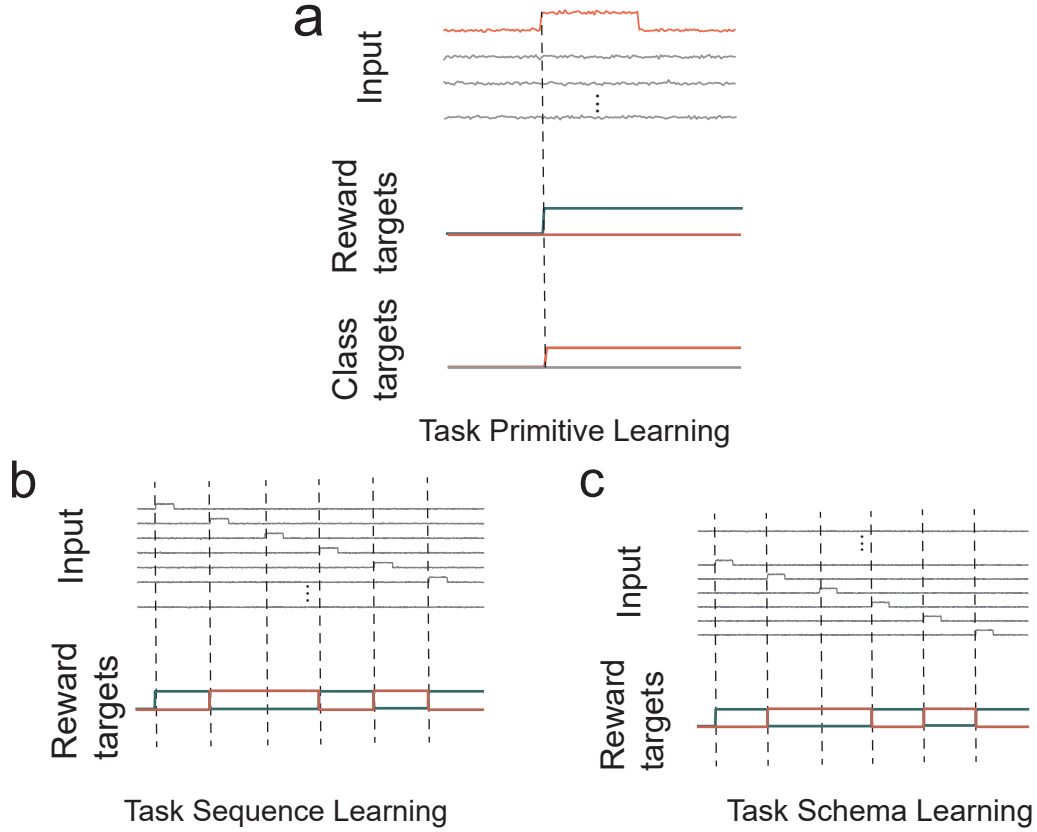 a
Input
Reward
targets
Class
targets
Task Primitive Learning
b
Input
Reward
targets
Task Sequence Learning
c
Input
Reward
targets
Task Schema Learning